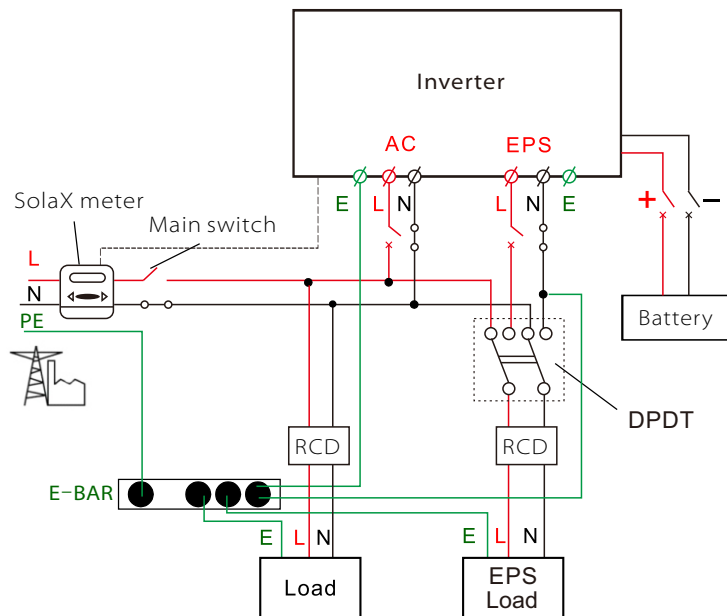 Inverter
AC
EPS
E
L
N
L
N
E
SolaX meter
Main switch
+
−
L
N
PE
Battery
DPDT
RCD
RCD
E-BAR
E
L
N
E
L
N
Load
EPS
Load